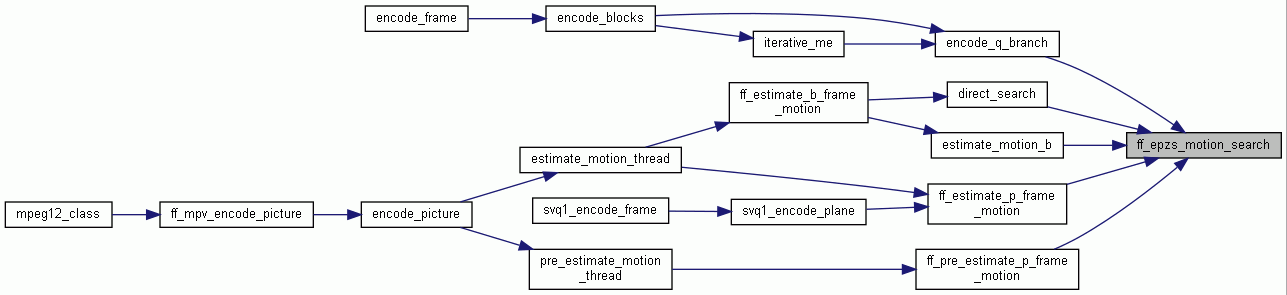 encode_frame
encode_blocks
iterative_me
encode_q_branch
ff_estimate_b_frame
_motion
direct_search
estimate_motion_b
ff_epzs_motion_search
estimate_motion_thread
mpeg12_class
ff_mpv_encode_picture
encode_picture
svq1_encode_frame
svq1_encode_plane
ff_estimate_p_frame
_motion
pre_estimate_motion
_thread
ff_pre_estimate_p_frame
_motion